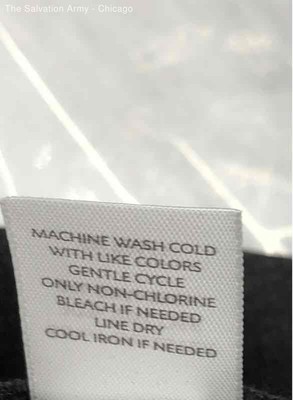 The Salvation Army - Chicago
MACHINE WASH COLD
WITH LIKE COLORS
GENTLE CYCLE
ONLY NON-CHLORINE
BLEACH IF NEEDED
LINE DRY
COOL IRON IF NEEDED